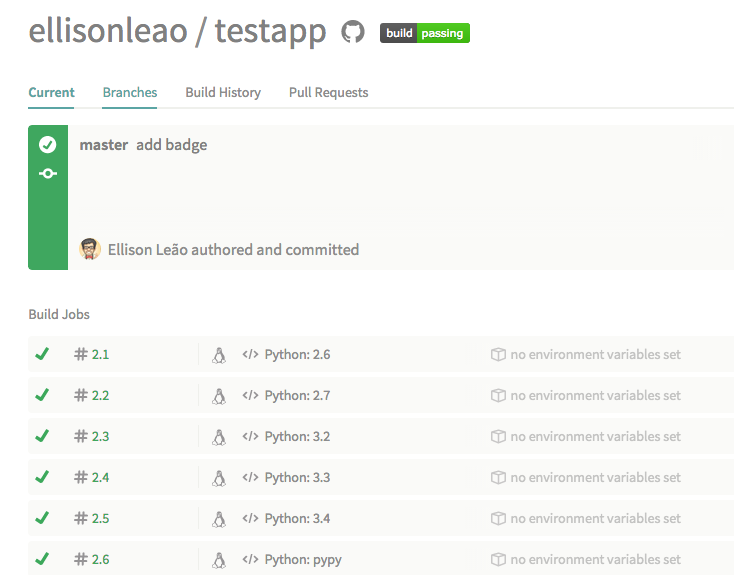 ellisonleao / testapp build passing
Current Branches Build History Pull Requests
master add badge
Ellison Leão authored and committed
Build Jobs
# 2.1 </> Python: 2.6 no environment variables set
# 2.2 </> Python: 2.7 no environment variables set
# 2.3 </> Python: 3.2 no environment variables set
# 2.4 </> Python: 3.3 no environment variables set
# 2.5 </> Python: 3.4 no environment variables set
# 2.6 </> Python: pypy no environment variables set